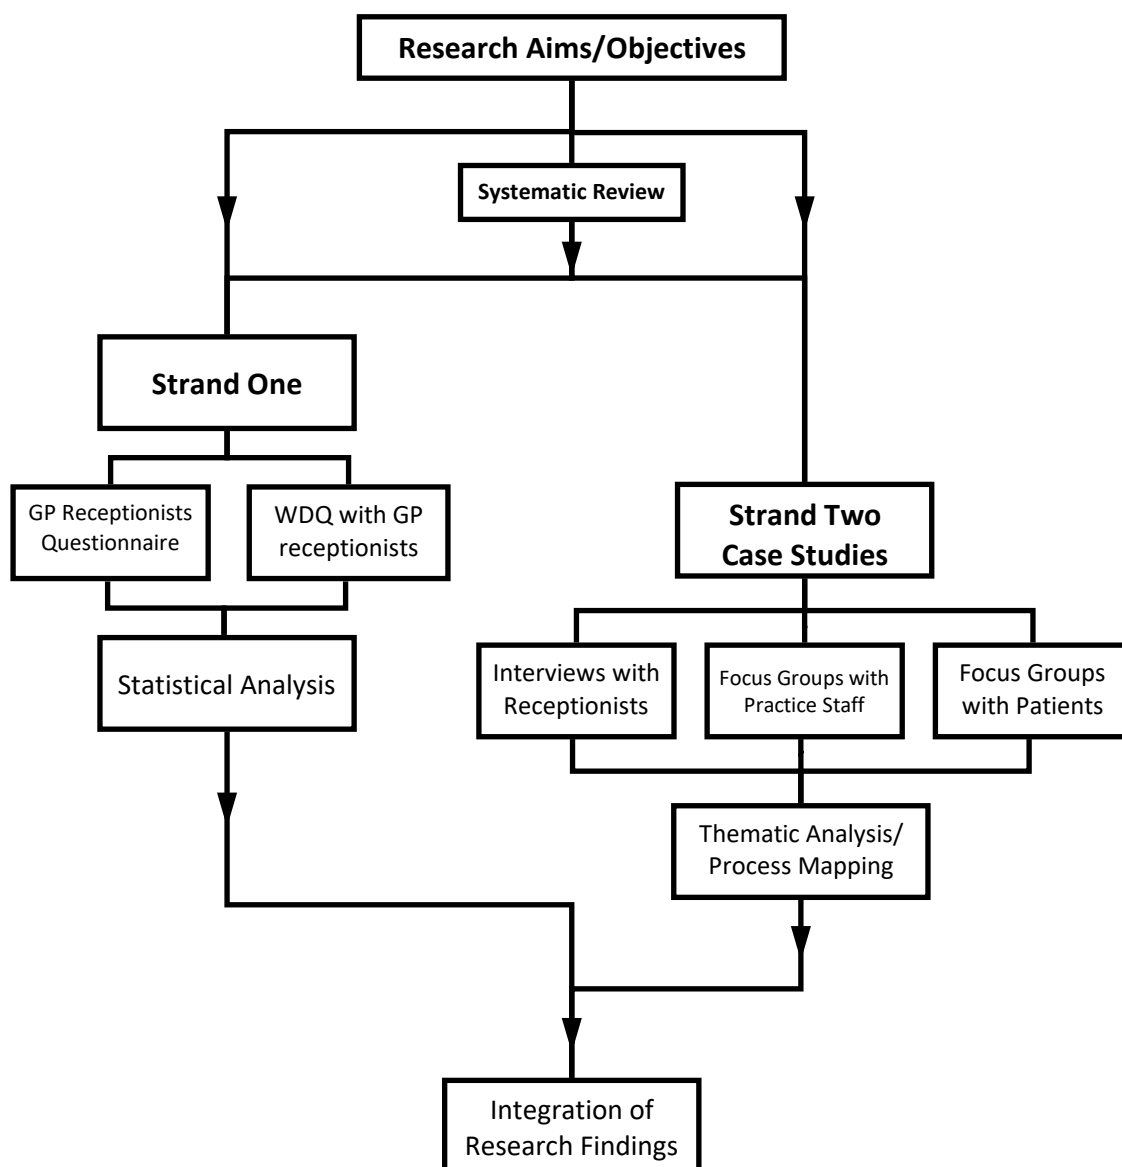 Research Aims/Objectives
Systematic Review
Strand One
GP Receptionists
Questionnaire
WDQ with GP
receptionists
Statistical Analysis
Strand Two
Case Studies
Interviews with
Receptionists
Focus Groups with
Practice Staff
Focus Groups
with Patients
Thematic Analysis/
Process Mapping
Integration of
Research Findings